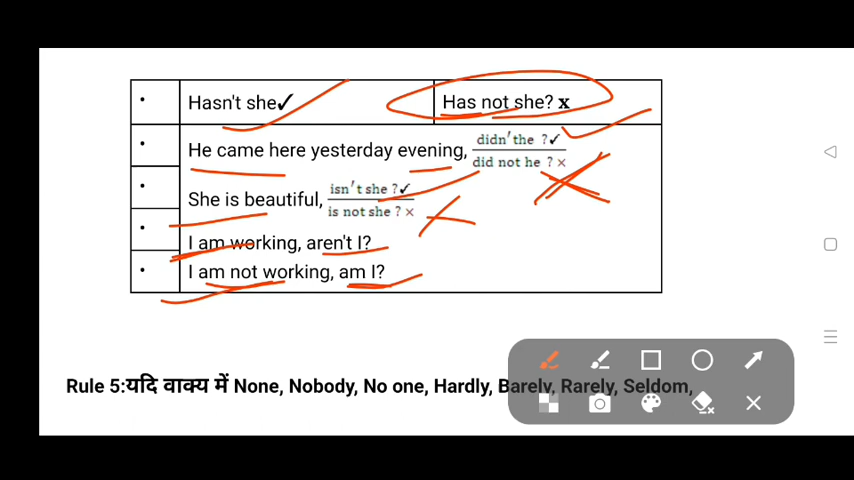 • Hasn't she✓ Has not she? x
• He came here yesterday evening, didn'the ?✓ / did not he ? ×
• She is beautiful, isn't she ?✓ / is not she ? ×
• I am working, aren't I?
• I am not working, am I?
Rule 5:यदि वाक्य में None, Nobody, No one, Hardly, Barely, Rarely, Seldom,